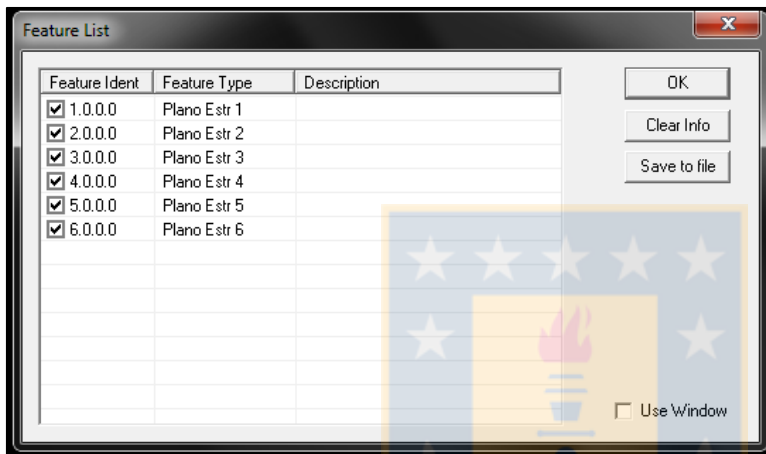 Feature List
Feature Ident Feature Type Description
1.0.0.0 Plano Estr 1
2.0.0.0 Plano Estr 2
3.0.0.0 Plano Estr 3
4.0.0.0 Plano Estr 4
5.0.0.0 Plano Estr 5
6.0.0.0 Plano Estr 6
OK
Clear Info
Save to file
Use Window